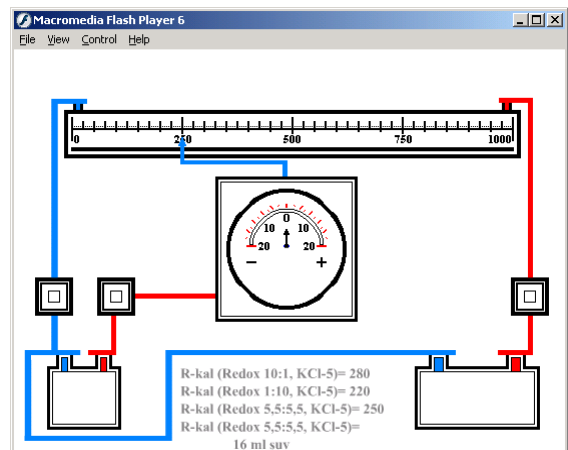 Macromedia Flash Player 6
File View Control Help
0 250 500 750 1000
0
10 10
20 20
− +
R-kal (Redox 10:1, KCl-5)= 280
R-kal (Redox 1:10, KCl-5)= 220
R-kal (Redox 5,5:5,5, KCl-5)= 250
R-kal (Redox 5,5:5,5, KCl-5)=
16 ml suv